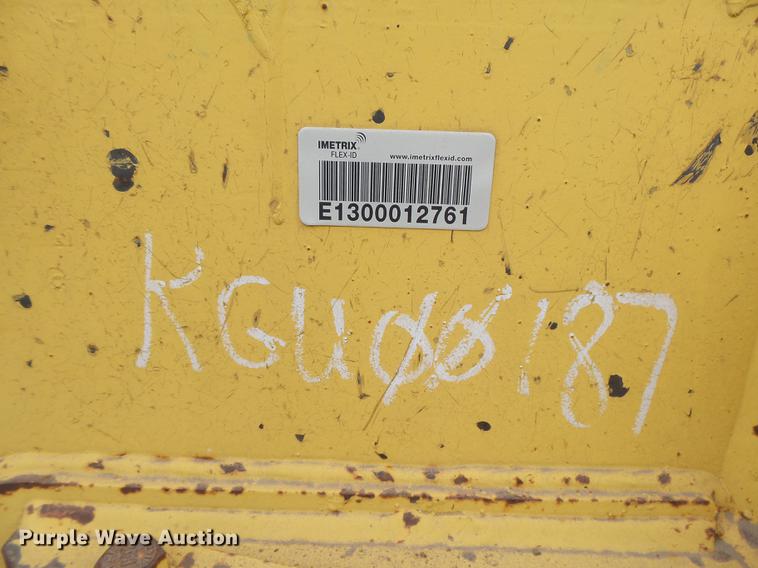 IMETRIX
FLEX-ID
www.imetrixflexid.com
E1300012761
KGU00187
Purple Wave Auction